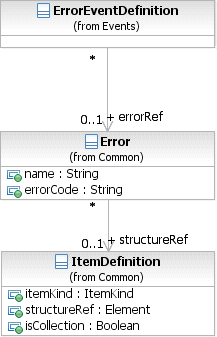 ErrorEventDefinition
(from Events)
*
0..1
+ errorRef
Error
(from Common)
name : String
errorCode : String
*
0..1
+ structureRef
ItemDefinition
(from Common)
itemKind : ItemKind
structureRef : Element
isCollection : Boolean